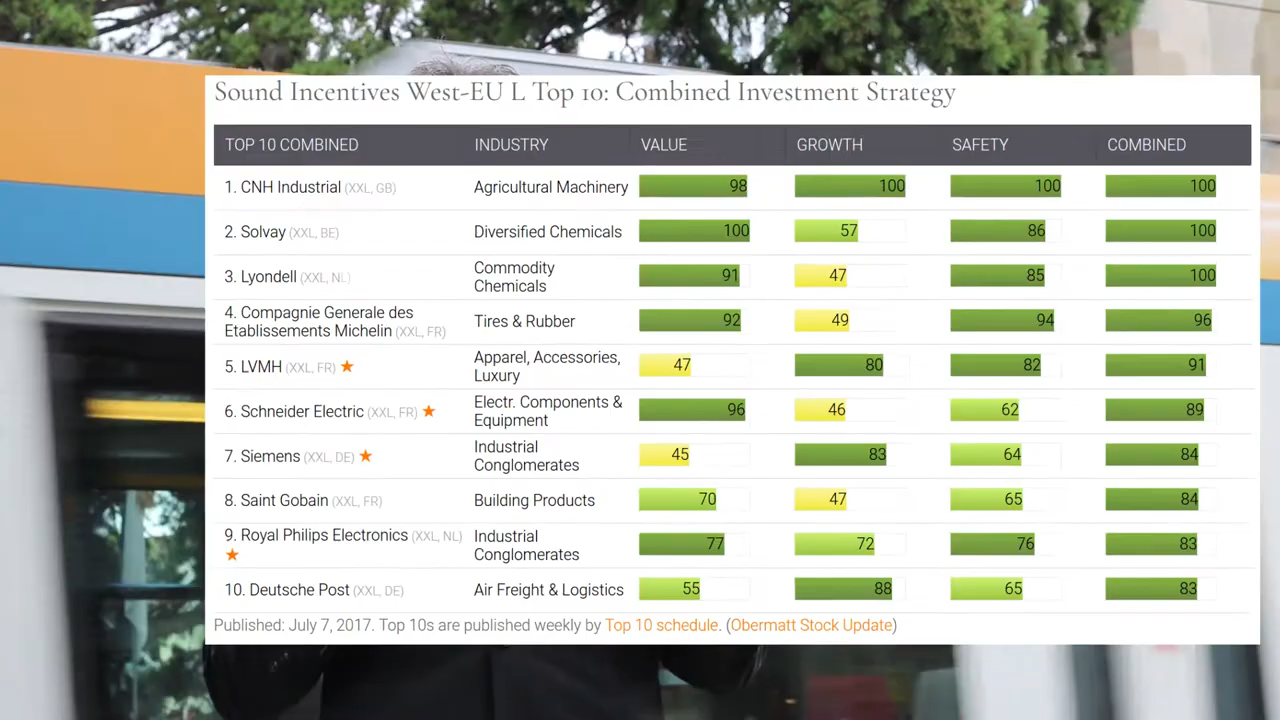 Sound Incentives West-EU L Top 10: Combined Investment Strategy
TOP 10 COMBINED INDUSTRY VALUE GROWTH SAFETY COMBINED
1. CNH Industrial (XXL, GB) Agricultural Machinery 98 100 100 100
2. Solvay (XXL, BE) Diversified Chemicals 100 57 86 100
3. Lyondell (XXL, NL) Commodity Chemicals 91 47 85 100
4. Compagnie Generale des Etablissements Michelin (XXL, FR) Tires & Rubber 92 49 94 96
5. LVMH (XXL, FR) ★ Apparel, Accessories, Luxury 47 80 82 91
6. Schneider Electric (XXL, FR) ★ Electr. Components & Equipment 96 46 62 89
7. Siemens (XXL, DE) ★ Industrial Conglomerates 45 83 64 84
8. Saint Gobain (XXL, FR) Building Products 70 47 65 84
9. Royal Philips Electronics (XXL, NL) ★ Industrial Conglomerates 77 72 76 83
10. Deutsche Post (XXL, DE) Air Freight & Logistics 55 88 65 83
Published: July 7, 2017. Top 10s are published weekly by Top 10 schedule. (Obermatt Stock Update)